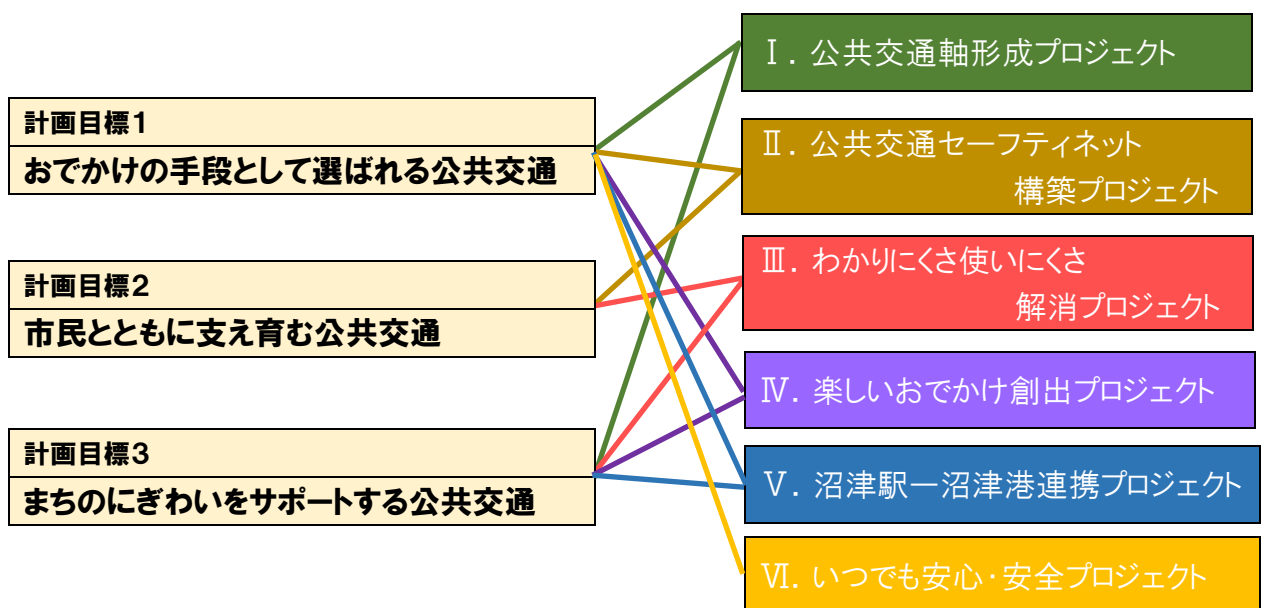 計画目標1
おでかけの手段として選ばれる公共交通
計画目標2
市民とともに支え育む公共交通
計画目標3
まちのにぎわいをサポートする公共交通
Ⅰ. 公共交通軸形成プロジェクト
Ⅱ. 公共交通セーフティネット
構築プロジェクト
Ⅲ. わかりにくさ使いにくさ
解消プロジェクト
Ⅳ. 楽しいおでかけ創出プロジェクト
Ⅴ. 沼津駅ー沼津港連携プロジェクト
Ⅵ. いつでも安心・安全プロジェクト